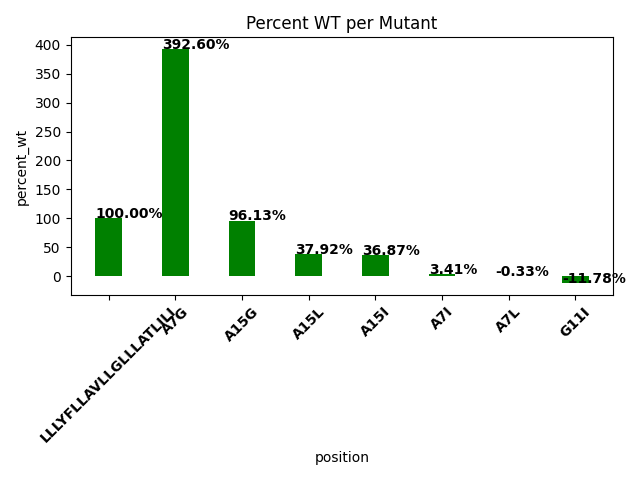 Percent WT per Mutant
percent_wt
400
350
300
250
200
150
100
50
0
100.00%
392.60%
96.13%
37.92%
36.87%
3.41%
-0.33%
-11.78%
LLLYFLLAVLLGLLLATLILI
A7G
A15G
A15L
A15I
A7I
A7L
G11I
position